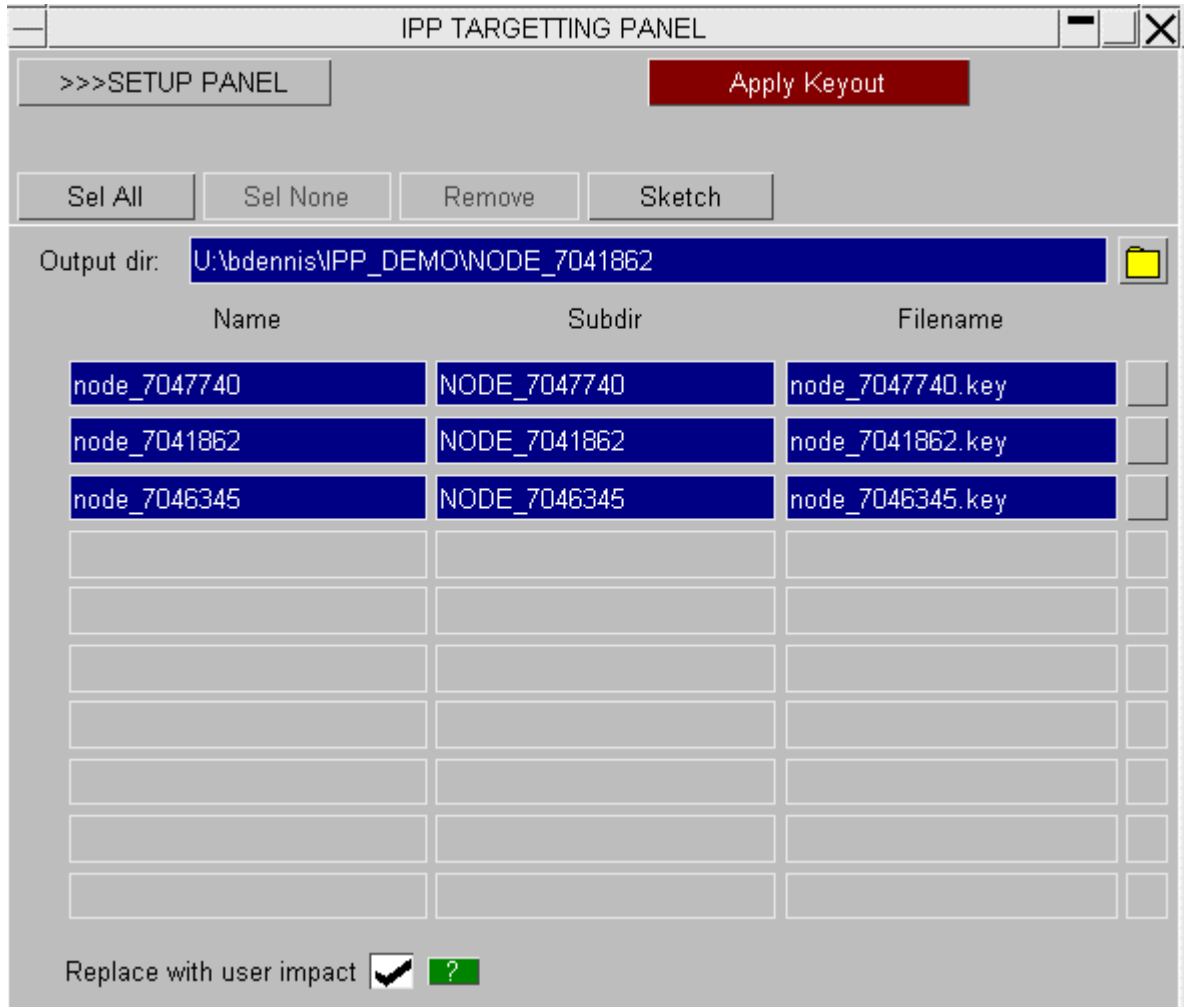 IPP TARGETTING PANEL
>>>SETUP PANEL Apply Keyout
Sel All Sel None Remove Sketch
Output dir: U:\bdennis\IPP_DEMO\NODE_7041862
Name Subdir Filename
node_7047740 NODE_7047740 node_7047740.key
node_7041862 NODE_7041862 node_7041862.key
node_7046345 NODE_7046345 node_7046345.key
Replace with user impact ?